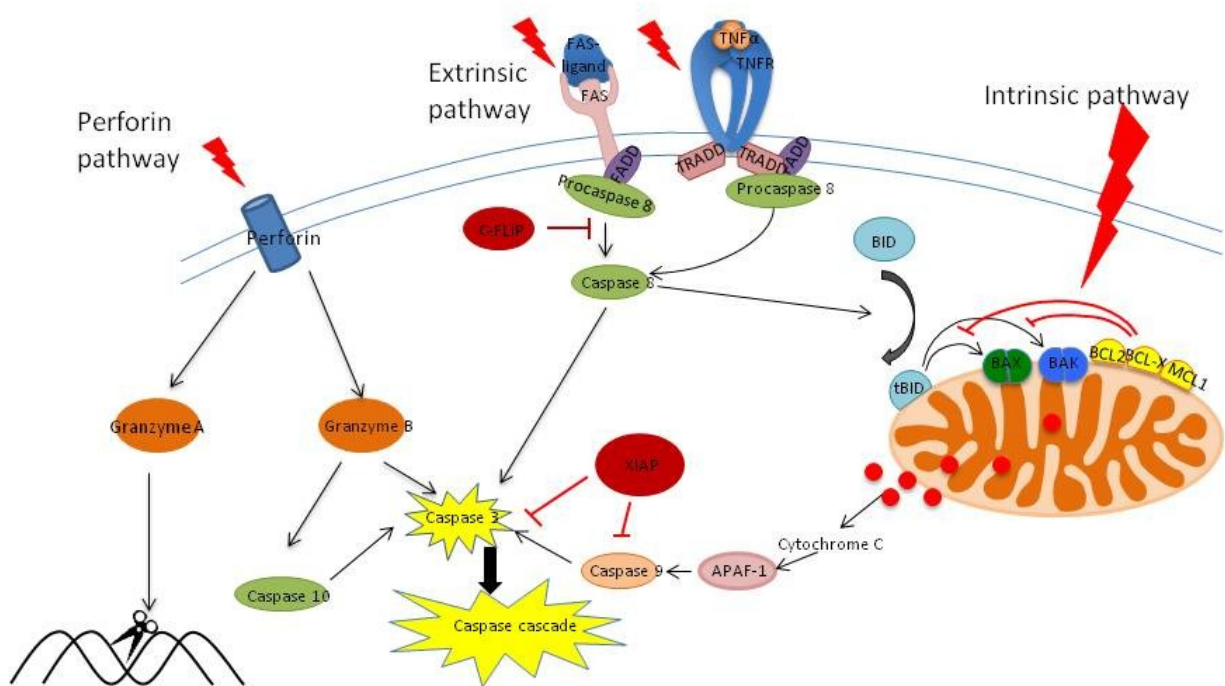 Perforin
pathway
Extrinsic
pathway
Intrinsic pathway
FAS-
ligand
FAS
FADD
Procaspase 8
TNFα
TNFR
TRADD
TRADD
FADD
Procaspase 8
Perforin
C-FLIP
Caspase 8
BID
tBID
BAX
BAK
BCL2
BCL-X
MCL1
Granzyme A
Granzyme B
XIAP
Caspase 3
Caspase 10
Caspase 9
APAF-1
Cytochrome C
Caspase cascade